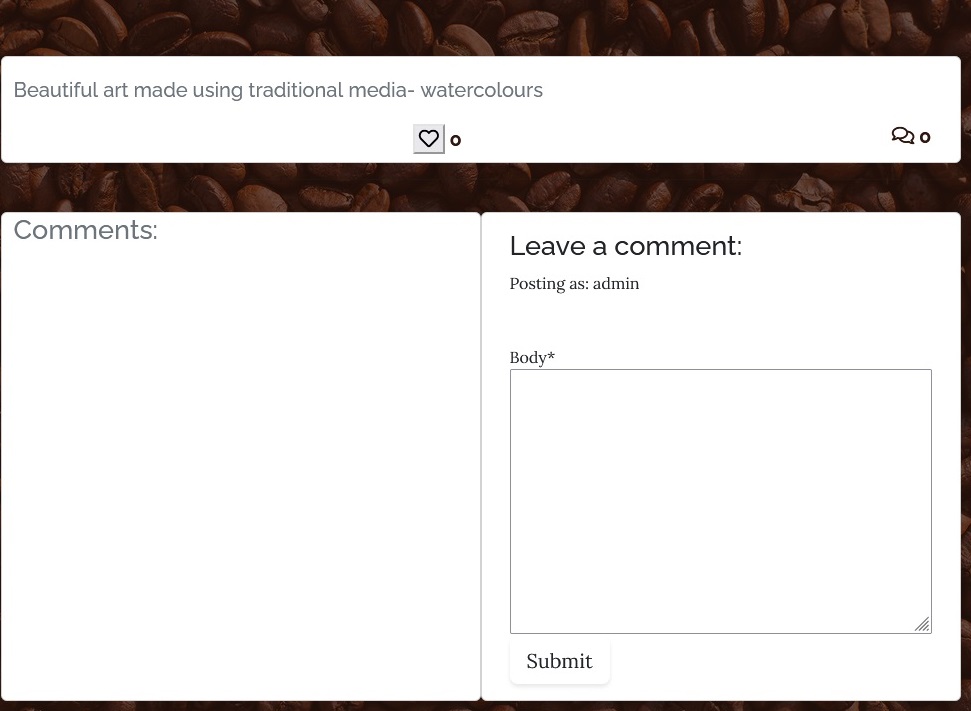 Beautiful art made using traditional media- watercolours
0
0
Comments:
Leave a comment:
Posting as: admin
Body*
Submit